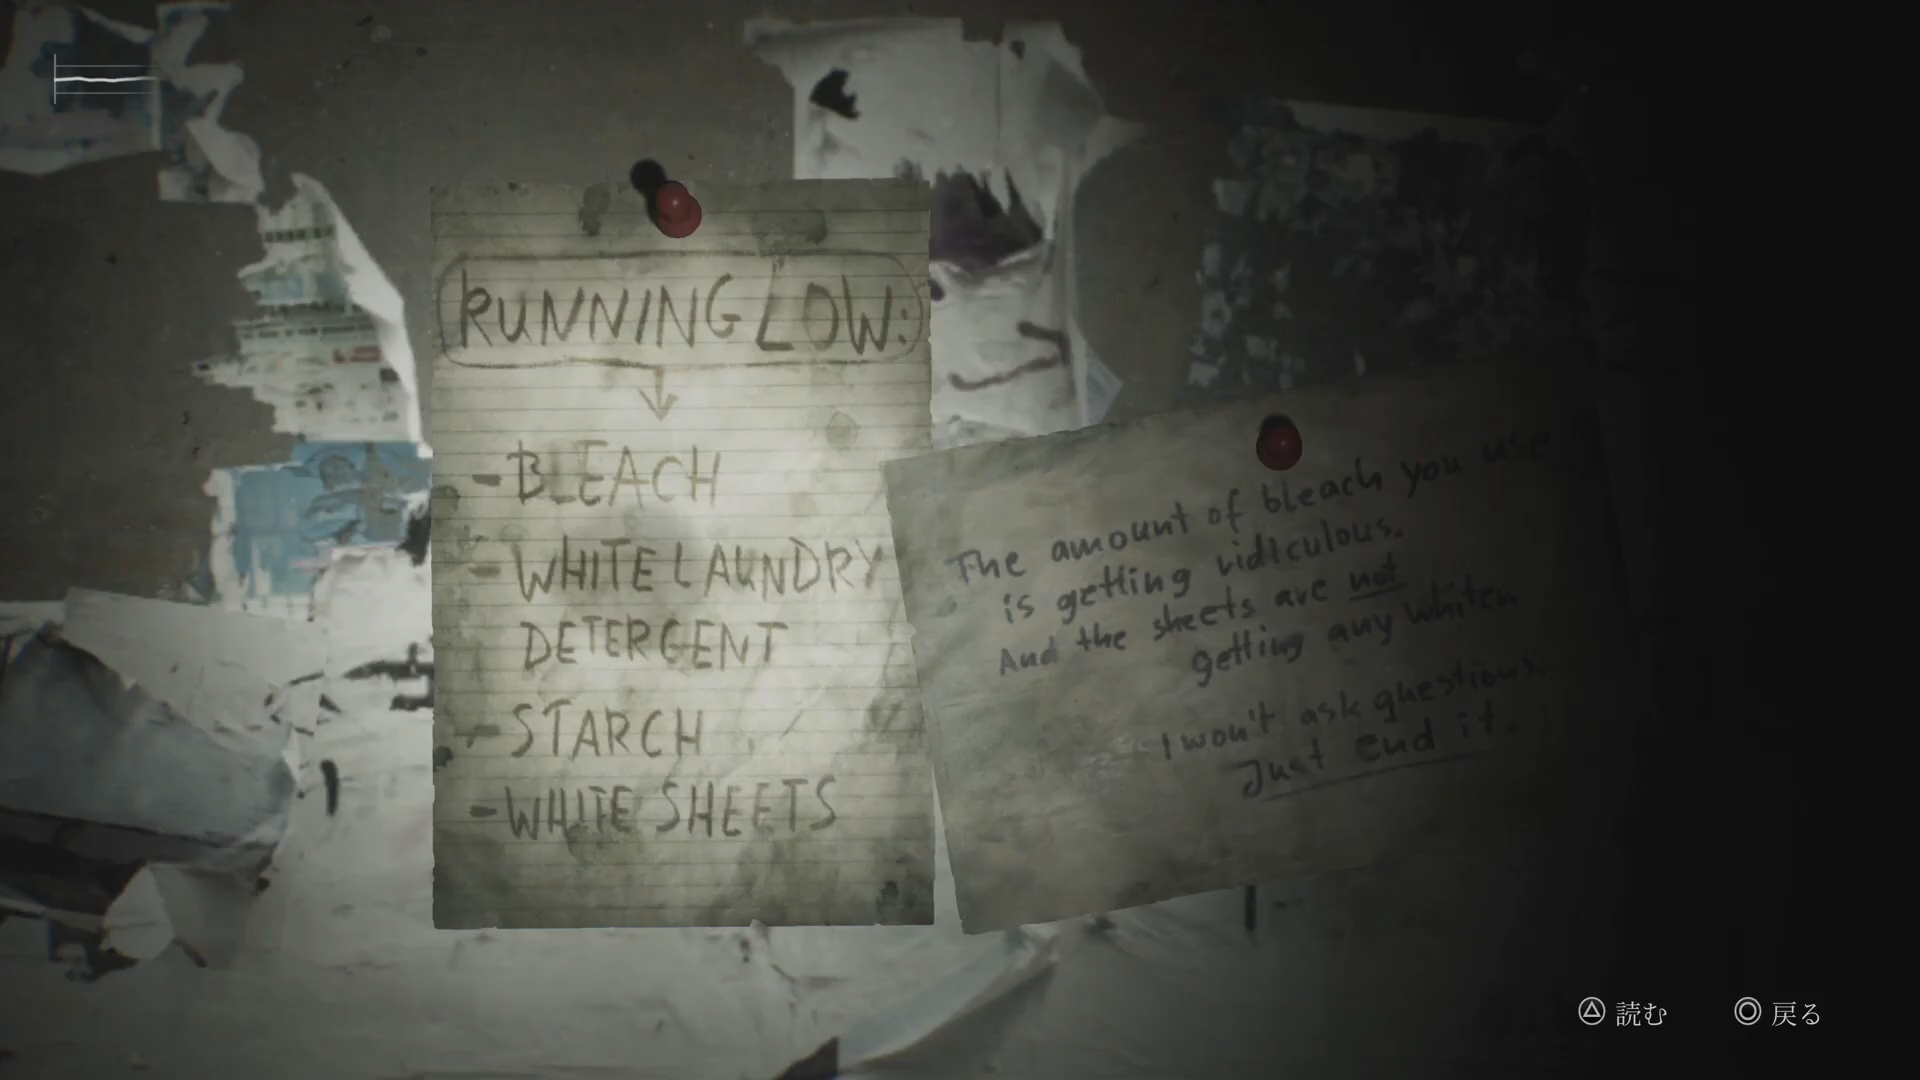 RUNNING LOW:
-BLEACH
-WHITE LAUNDRY
DETERGENT
-STARCH
-WHITE SHEETS
The amount of bleach you use
is getting ridiculous.
And the sheets are not
getting any whiter.
I won't ask questions.
Just end it.
読む 戻る